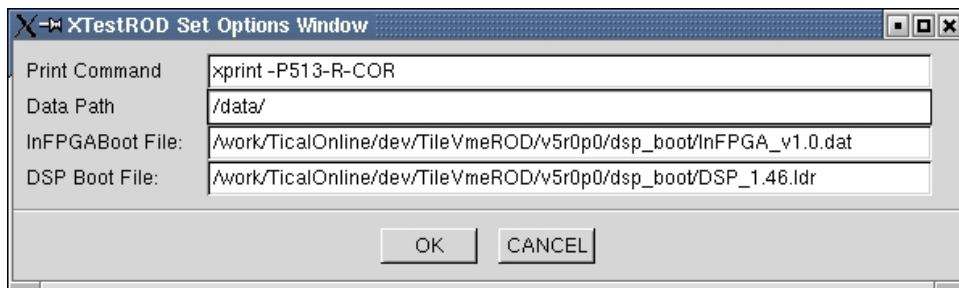 XTestROD Set Options Window
Print Command xprint -P513-R-COR
Data Path /data/
InFPGABoot File: /work/TicalOnline/dev/TileVmeROD/v5r0p0/dsp_boot/InFPGA_v1.0.dat
DSP Boot File: /work/TicalOnline/dev/TileVmeROD/v5r0p0/dsp_boot/DSP_1.46.ldr
OK CANCEL